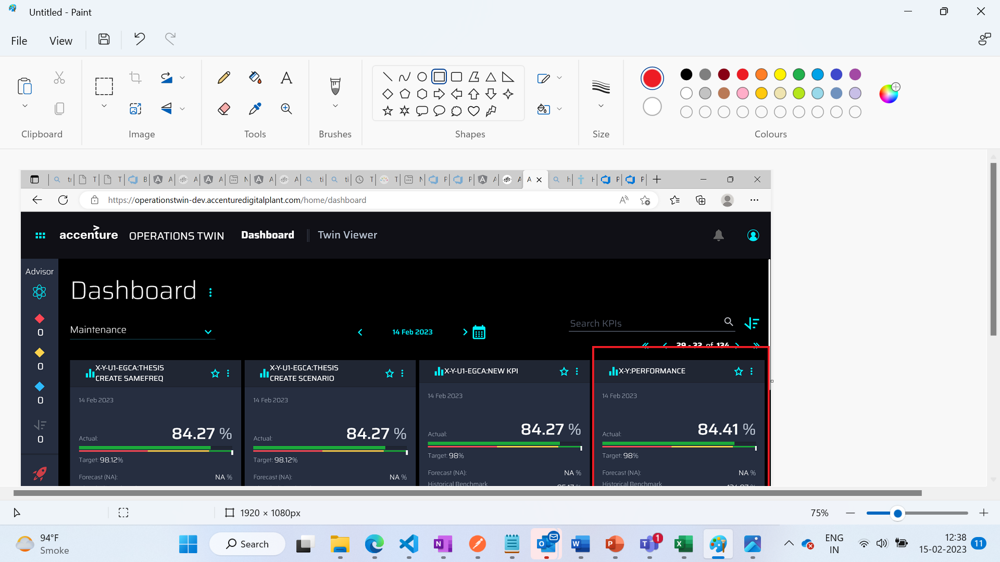 Untitled - Paint
File
View
Clipboard
Image
Tools
Brushes
Shapes
Size
Colours
https://operationstwin-dev.accenturedigitalplant.com/home/dashboard
accenture OPERATIONS TWIN Dashboard Twin Viewer
Advisor
0
0
0
0
Dashboard
Maintenance
14 Feb 2023
Search KPIs
29 - 32 of 134
X-Y-U1-EGCA:THESIS
CREATE SAMEFREQ
14 Feb 2023
Actual:
84.27 %
Target: 98.12%
Forecast (NA):
NA %
X-Y-U1-EGCA:THESIS
CREATE SCENARIO
14 Feb 2023
Actual:
84.27 %
Target: 98.12%
Forecast (NA):
NA %
X-Y-U1-EGCA:NEW KPI
14 Feb 2023
Actual:
84.27 %
Target: 98%
Forecast (NA):
NA %
Historical Benchmark
X-Y:PERFORMANCE
14 Feb 2023
Actual:
84.41 %
Target: 98%
Forecast (NA):
NA %
Historical Benchmark
1920 × 1080px
75%
94°F
Smoke
Search
1
ENG
IN
12:38
15-02-2023
11